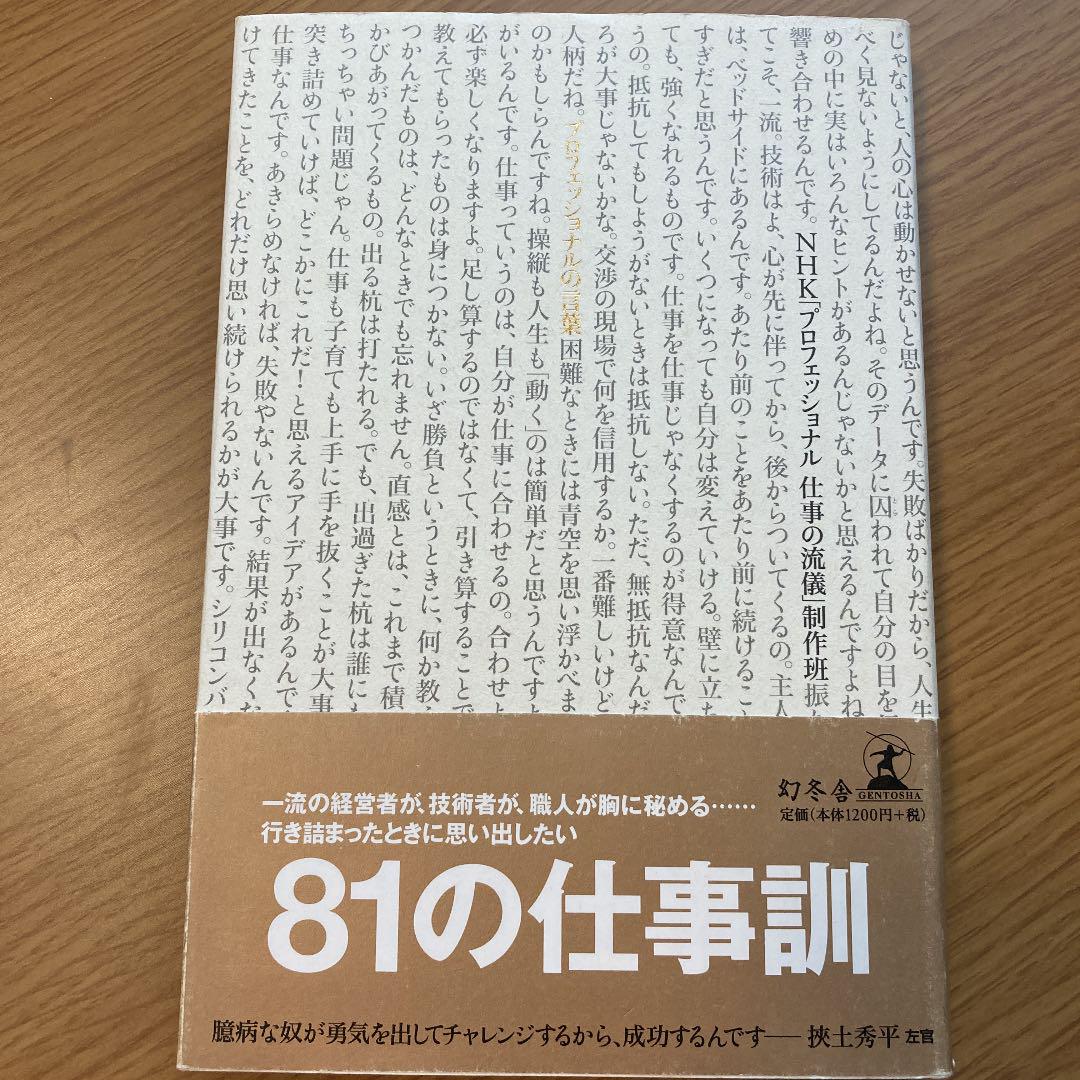 じゃないと、人の心は動かせないと思うんです。失敗ばかりだから、人生
べく見ないようにしてるんだよね。そのデータに囚われて自分の目を
めの中に実はいろんなヒントがあるんじゃないかと思えるんですよね
響き合わせるんです。NHK「プロフェッショナル 仕事の流儀」制作班振
てこそ、一流。技術はよ、心が先に伴ってから、後からついてくるの。主人
は、ベッドサイドにあるんです。あたり前のことをあたり前に続けるこ
すぎだと思うんです。いくつになっても自分は変えていける。壁に立ち
ても、強くなれるものです。仕事を仕事じゃなくするのが得意なんで
うの。抵抗してもしようがないときは抵抗しない。ただ、無抵抗なんだ
ろが大事じゃないかな。交渉の現場で何を信用するか。一番難しいけど
人柄だね。プロフェッショナルの言葉困難なときには青空を思い浮かべま
のかもしらんですね。操縦も人生も「動く」のは簡単だと思うんですと
がいるんです。仕事っていうのは、自分が仕事に合わせるの。合わせよ
必ず楽しくなりますよ。足し算するのではなくて、引き算することで
教えてもらったものは身につかない。いざ勝負というときに、何か教
つかんだものは、どんなときでも忘れません。直感とは、これまで積
かびあがってくるもの。出る杭は打たれる。でも、出過ぎた杭は誰にも
ちっちゃい問題じゃん。仕事も子育ても上手に手を抜くことが大事
突き詰めていけば、どこかにこれだ!と思えるアイデアがあるんで
仕事なんです。あきらめなければ、失敗やないんです。結果が出なくな
けてきたことを、どれだけ思い続けられるかが大事です。シリコンバ
幻冬舎
GENTOSHA
定価(本体1200円+税)
一流の経営者が、技術者が、職人が胸に秘める……
行き詰まったときに思い出したい
81の仕事訓
臆病な奴が勇気を出してチャレンジするから、成功するんです── 挾土秀平 左官